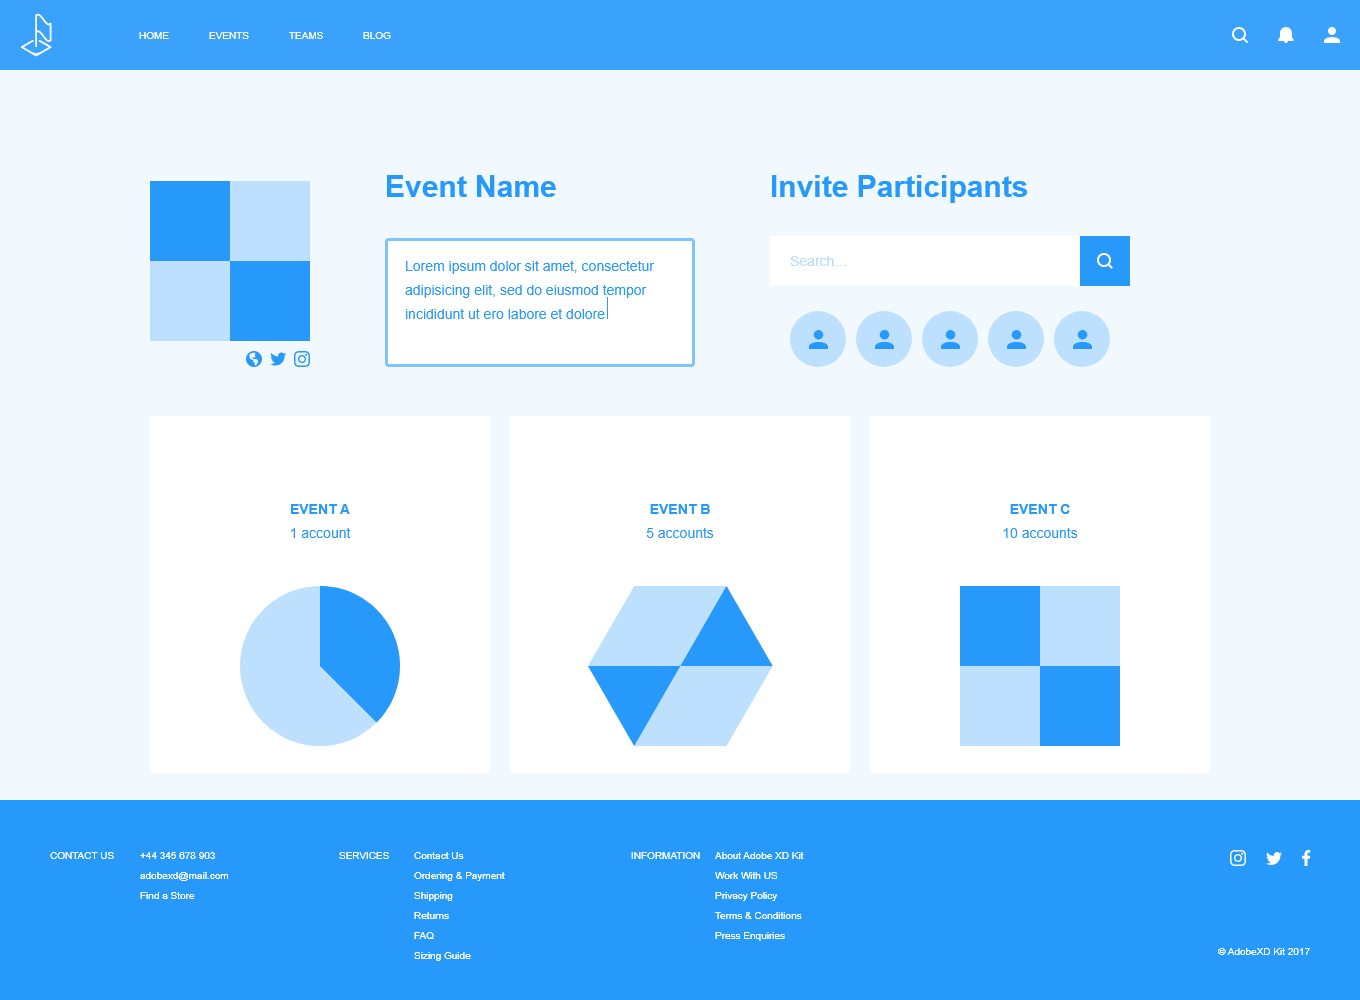 HOME
EVENTS
TEAMS
BLOG
Event Name
Lorem ipsum dolor sit amet, consectetur
adipisicing elit, sed do eiusmod tempor
incididunt ut ero labore et dolore
Invite Participants
Search...
EVENT A
1 account
EVENT B
5 accounts
EVENT C
10 accounts
CONTACT US
+44 345 678 903
adobexd@mail.com
Find a Store
SERVICES
Contact Us
Ordering & Payment
Shipping
Returns
FAQ
Sizing Guide
INFORMATION
About Adobe XD Kit
Work With US
Privacy Policy
Terms & Conditions
Press Enquiries
© AdobeXD Kit 2017